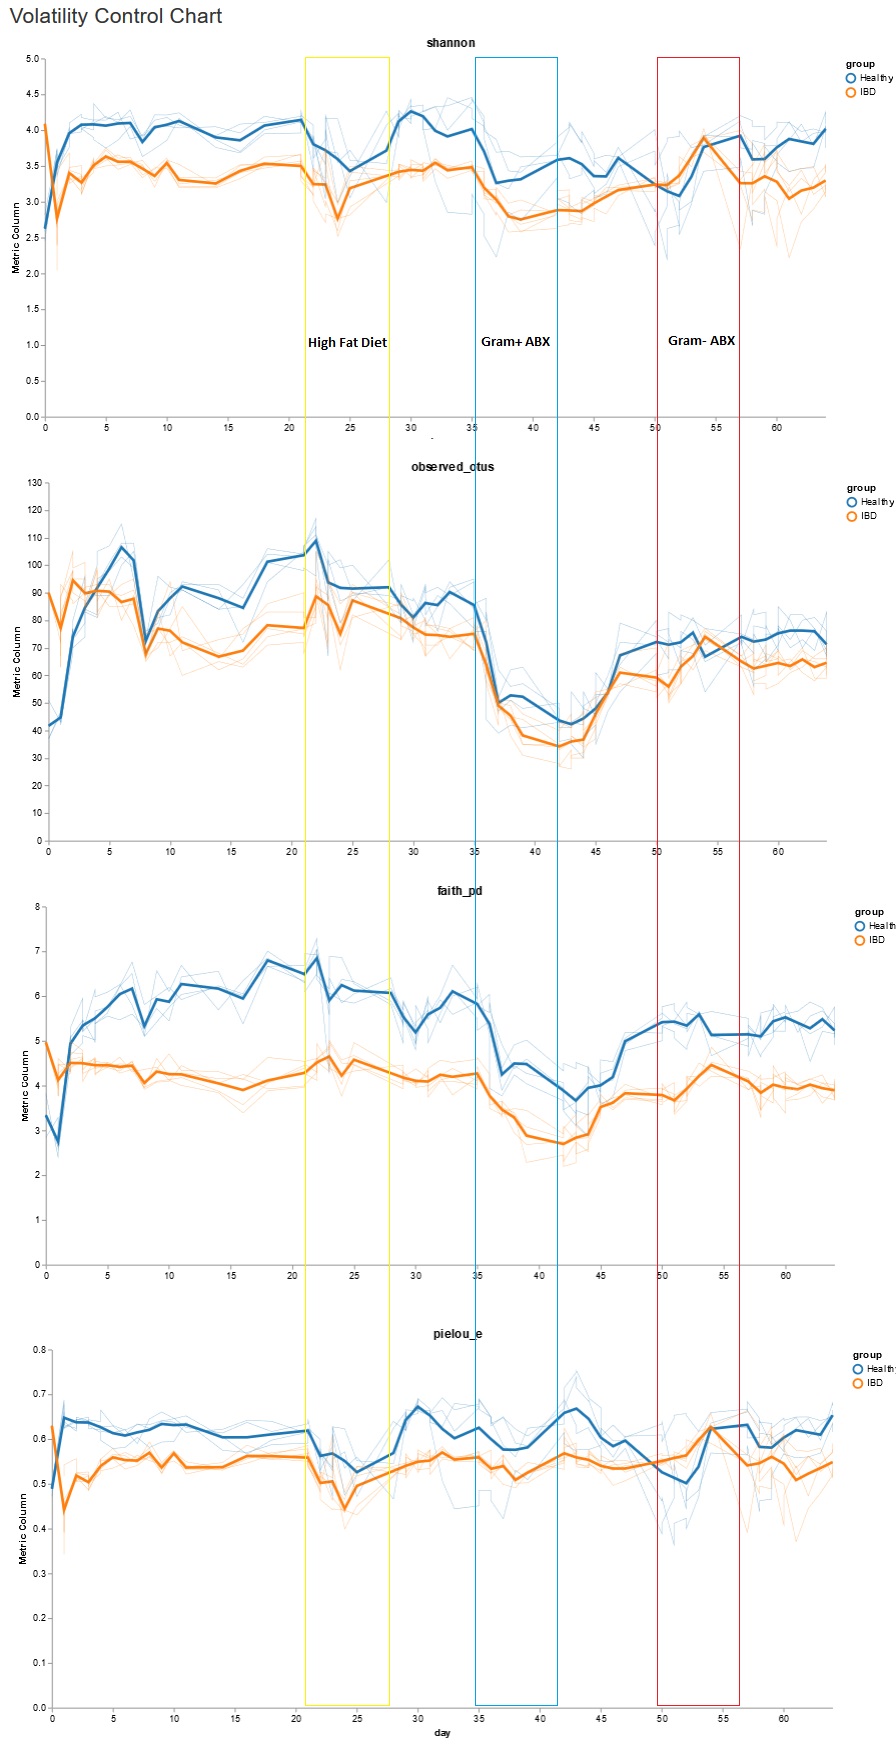 Volatility Control Chart
shannon
5.0
4.5
4.0
3.5
3.0
2.5
2.0
1.5
1.0
0.5
0.0
Metric Column
group
Healthy
IBD
High Fat Diet
Gram+ ABX
Gram- ABX
0 5 10 15 20 25 30 35 40 45 50 55 60
observed_otus
130
120
110
100
90
80
70
60
50
40
30
20
10
0
Metric Column
group
Healthy
IBD
0 5 10 15 20 25 30 35 40 45 50 55 60
faith_pd
8
7
6
5
4
3
2
1
0
Metric Column
group
Health
IBD
0 5 10 15 20 25 30 35 40 45 50 55 60
pielou_e
0.8
0.7
0.6
0.5
0.4
0.3
0.2
0.1
0.0
Metric Column
group
Healthy
IBD
0 5 10 15 20 25 30 35 40 45 50 55 60
day